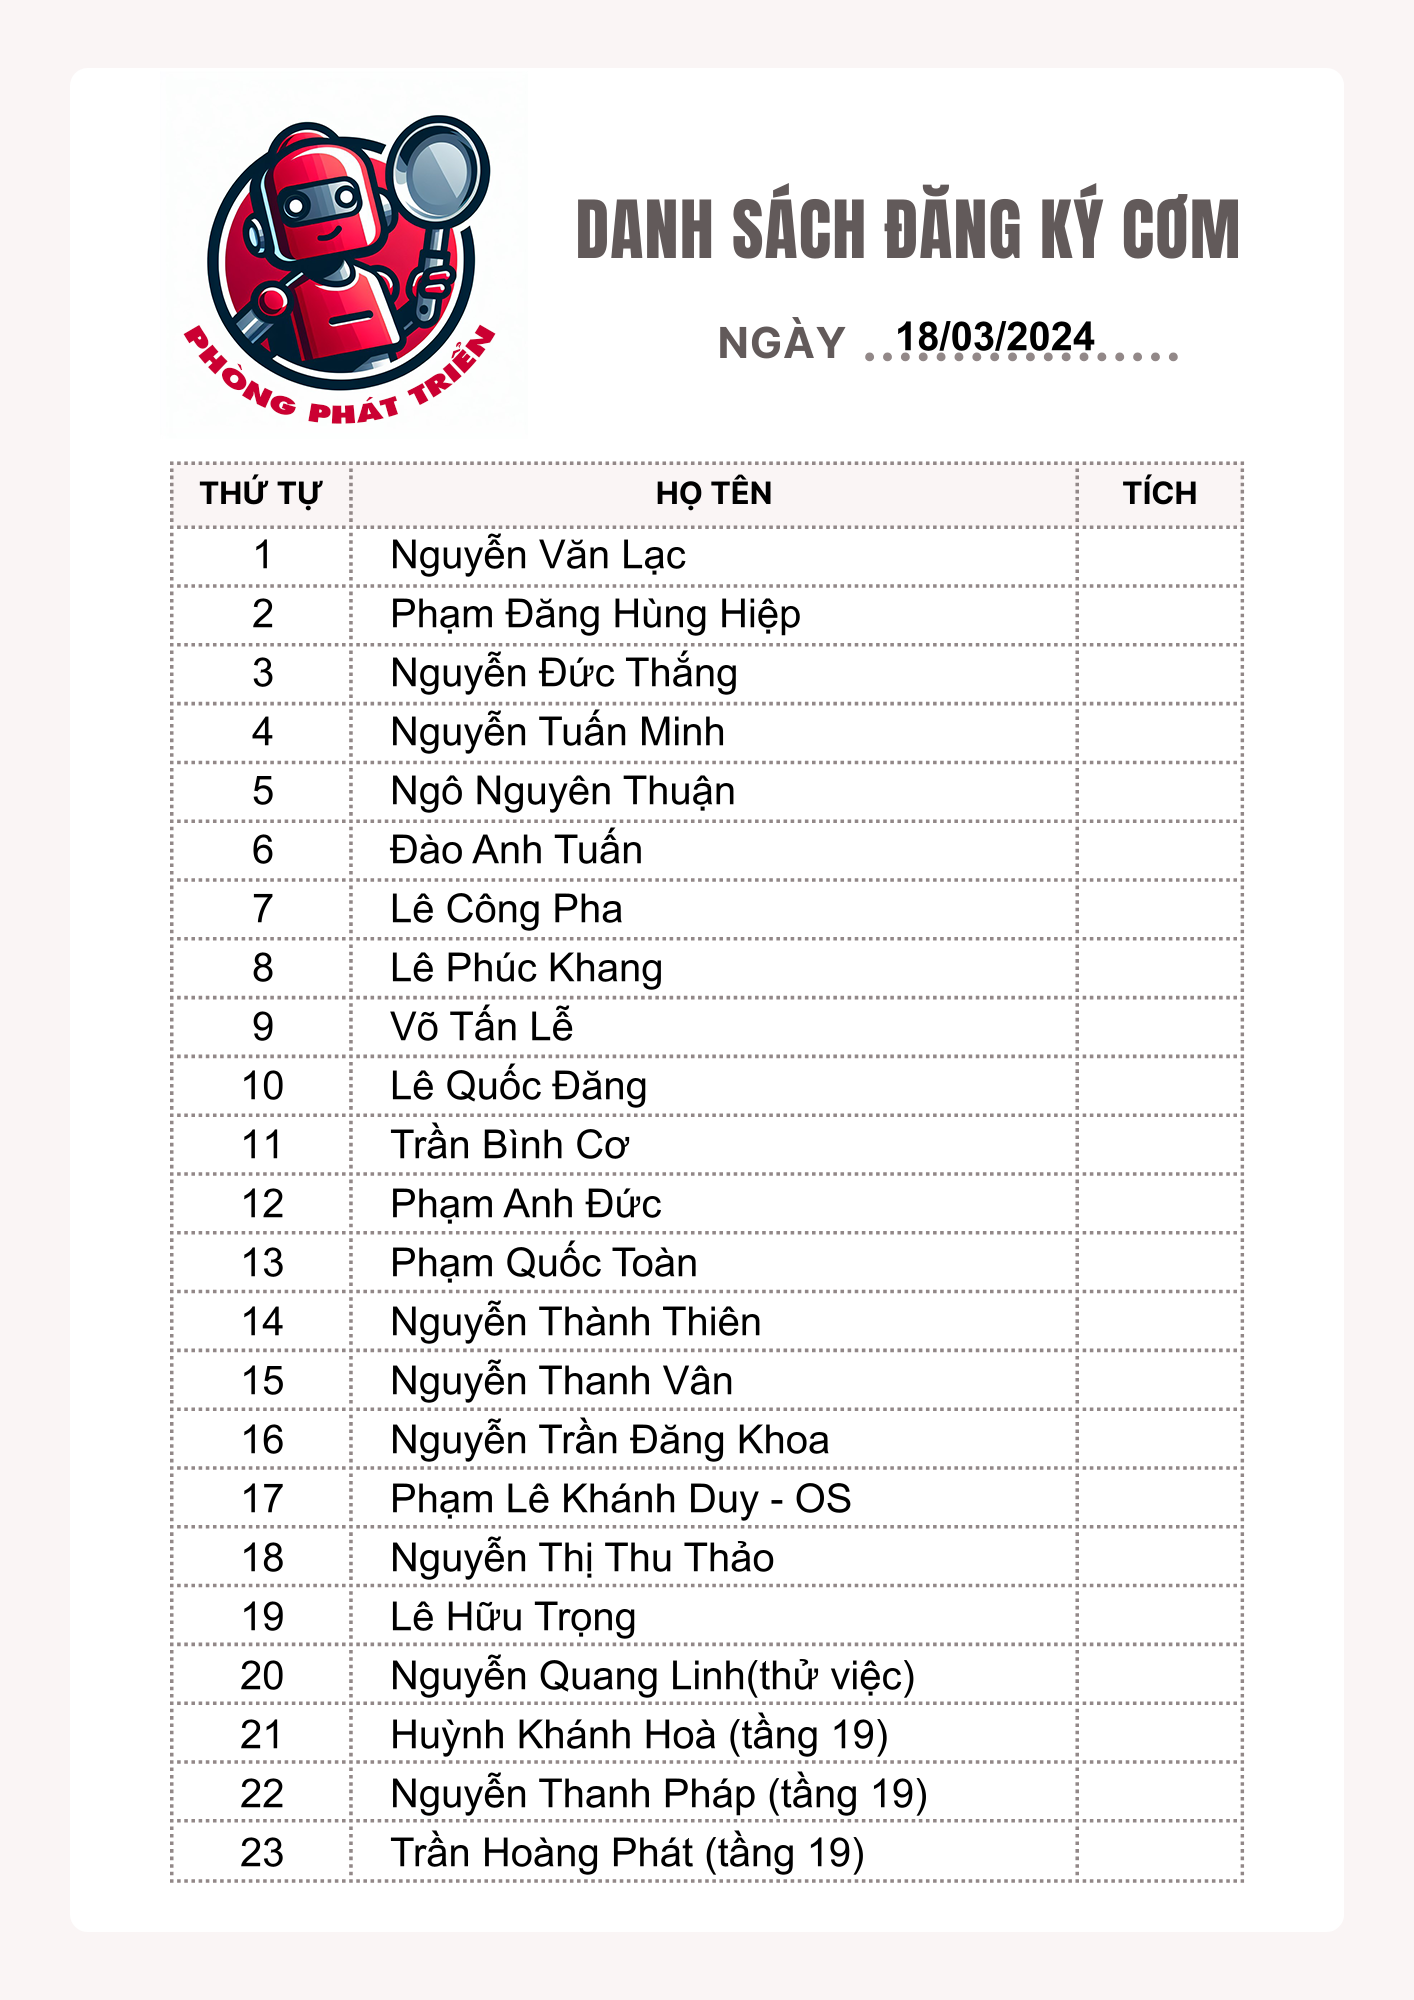 PHÒNG PHÁT TRIỂN
DANH SÁCH ĐĂNG KÝ CƠM
NGÀY 18/03/2024
THỨ TỰ HỌ TÊN TÍCH
1 Nguyễn Văn Lạc
2 Phạm Đăng Hùng Hiệp
3 Nguyễn Đức Thắng
4 Nguyễn Tuấn Minh
5 Ngô Nguyên Thuận
6 Đào Anh Tuấn
7 Lê Công Pha
8 Lê Phúc Khang
9 Võ Tấn Lễ
10 Lê Quốc Đăng
11 Trần Bình Cơ
12 Phạm Anh Đức
13 Phạm Quốc Toàn
14 Nguyễn Thành Thiên
15 Nguyễn Thanh Vân
16 Nguyễn Trần Đăng Khoa
17 Phạm Lê Khánh Duy - OS
18 Nguyễn Thị Thu Thảo
19 Lê Hữu Trọng
20 Nguyễn Quang Linh(thử việc)
21 Huỳnh Khánh Hoà (tầng 19)
22 Nguyễn Thanh Pháp (tầng 19)
23 Trần Hoàng Phát (tầng 19)